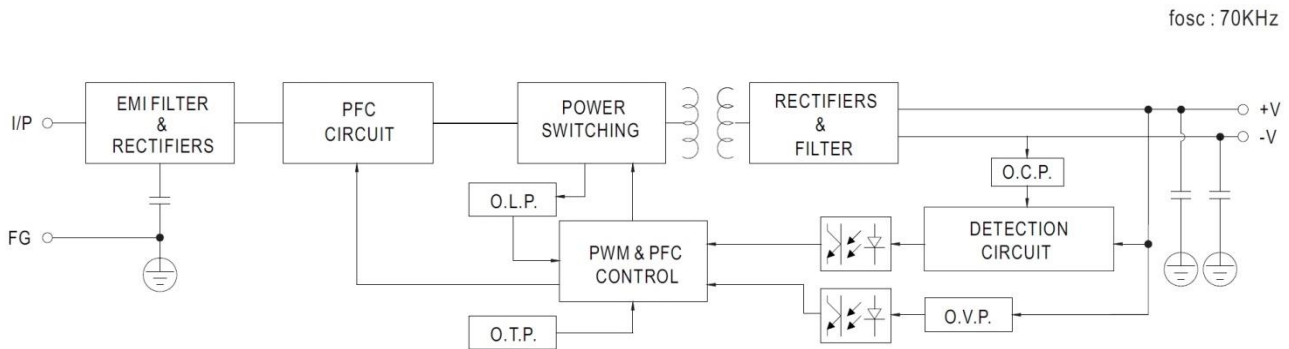 fosc : 70KHz
I/P
EMI FILTER
&
RECTIFIERS
PFC
CIRCUIT
POWER
SWITCHING
RECTIFIERS
&
FILTER
+V
-V
O.C.P.
O.L.P.
FG
PWM & PFC
CONTROL
DETECTION
CIRCUIT
O.T.P.
O.V.P.